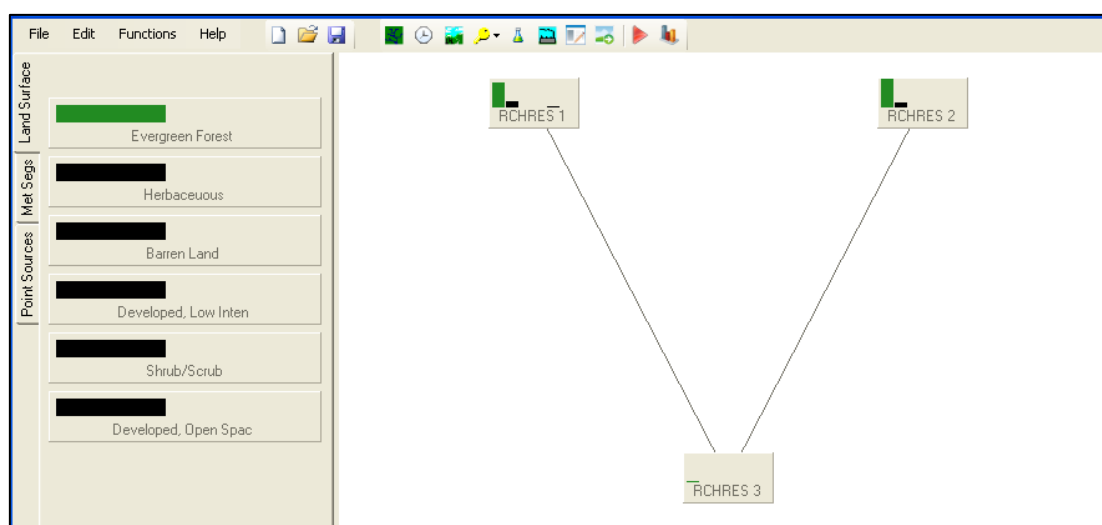 File Edit Functions Help
Land Surface
Met Segs
Point Sources
Evergreen Forest
Herbaceuous
Barren Land
Developed, Low Inten
Shrub/Scrub
Developed, Open Spac
RCHRES 1
RCHRES 2
RCHRES 3